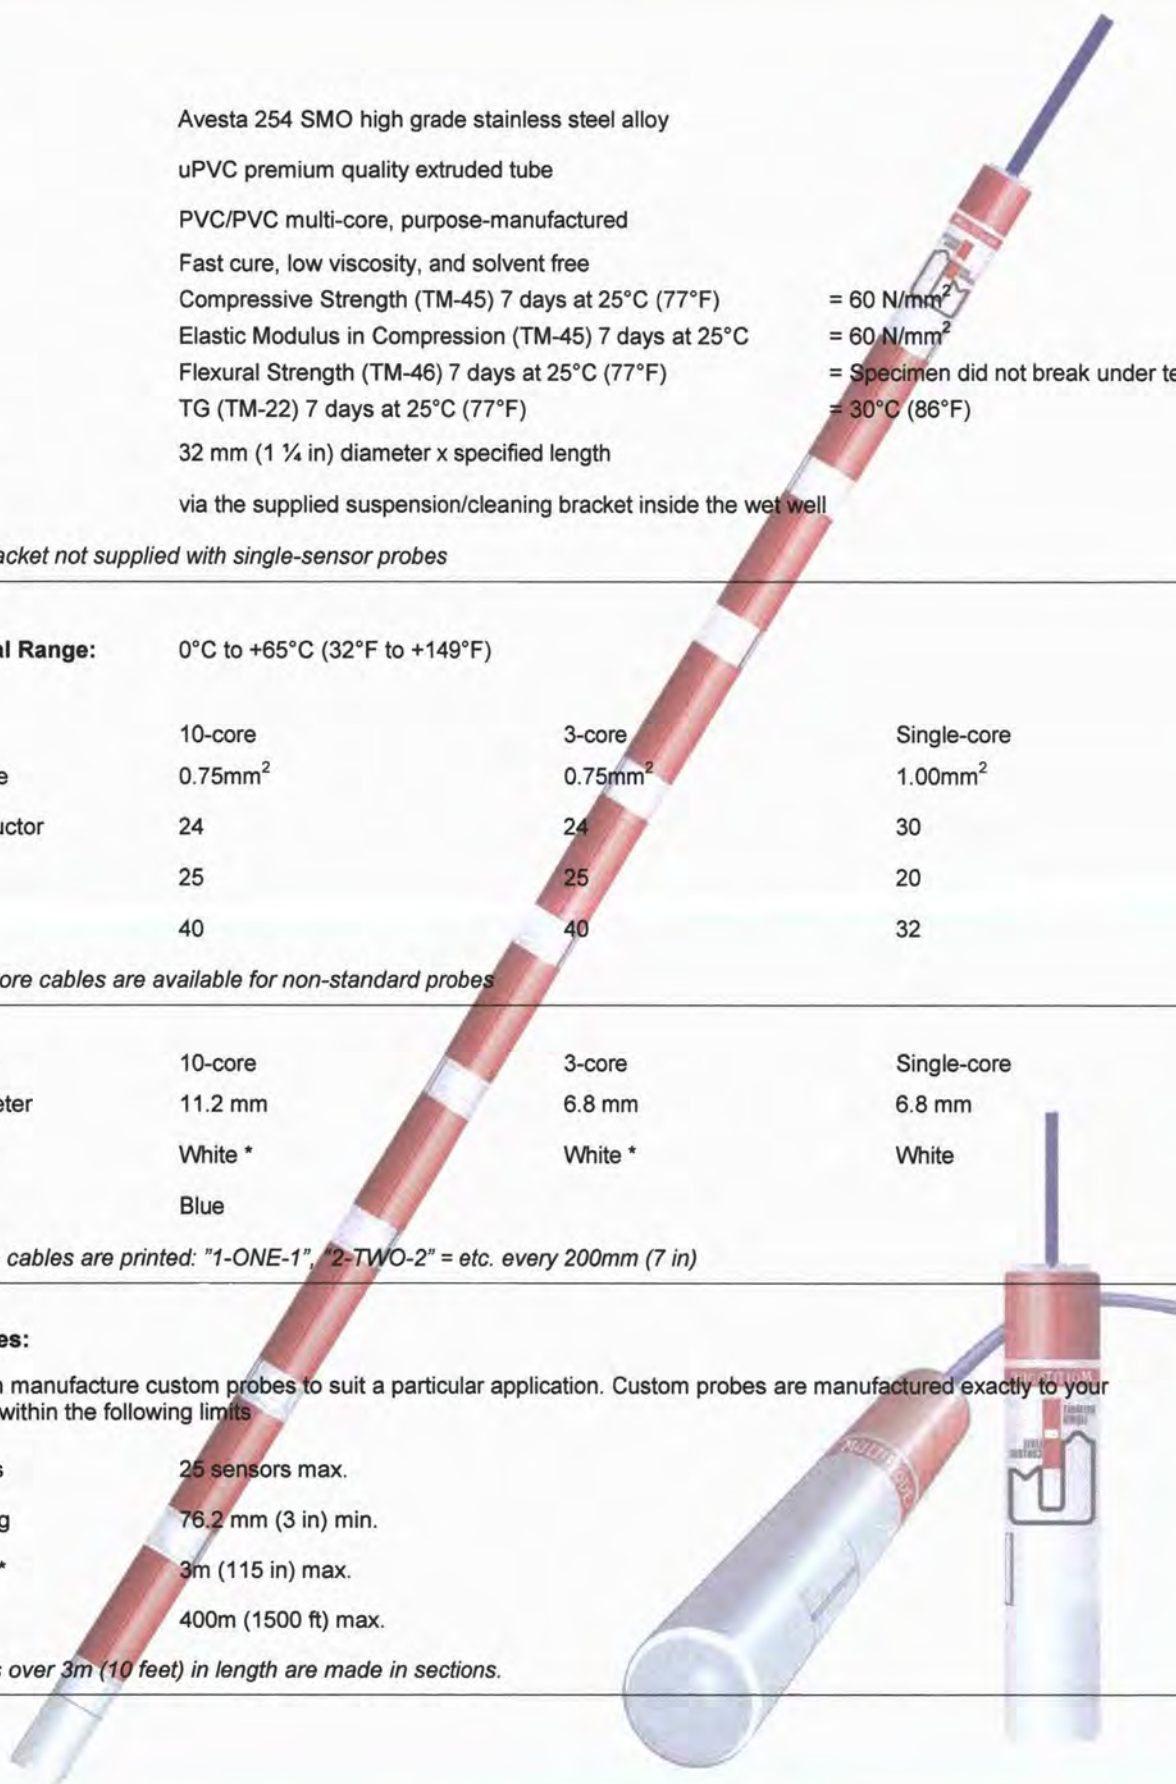 Avesta 254 SMO high grade stainless steel alloy
uPVC premium quality extruded tube
PVC/PVC multi-core, purpose-manufactured
Fast cure, low viscosity, and solvent free
Compressive Strength (TM-45) 7 days at 25°C (77°F) = 60 N/mm²
Elastic Modulus in Compression (TM-45) 7 days at 25°C = 60 N/mm²
Flexural Strength (TM-46) 7 days at 25°C (77°F) = Specimen did not break under te
TG (TM-22) 7 days at 25°C (77°F) = 30°C (86°F)
32 mm (1 ¼ in) diameter x specified length
via the supplied suspension/cleaning bracket inside the wet well
acket not supplied with single-sensor probes
al Range: 0°C to +65°C (32°F to +149°F)
10-core 3-core Single-core
e 0.75mm² 0.75mm² 1.00mm²
uctor 24 24 30
25 25 20
40 40 32
ore cables are available for non-standard probes
10-core 3-core Single-core
eter 11.2 mm 6.8 mm 6.8 mm
White * White * White
Blue
cables are printed: "1-ONE-1", "2-TWO-2" = etc. every 200mm (7 in)
es:
n manufacture custom probes to suit a particular application. Custom probes are manufactured exactly to your
within the following limits
s 25 sensors max.
g 76.2 mm (3 in) min.
* 3m (115 in) max.
400m (1500 ft) max.
s over 3m (10 feet) in length are made in sections.
MULTITRODE